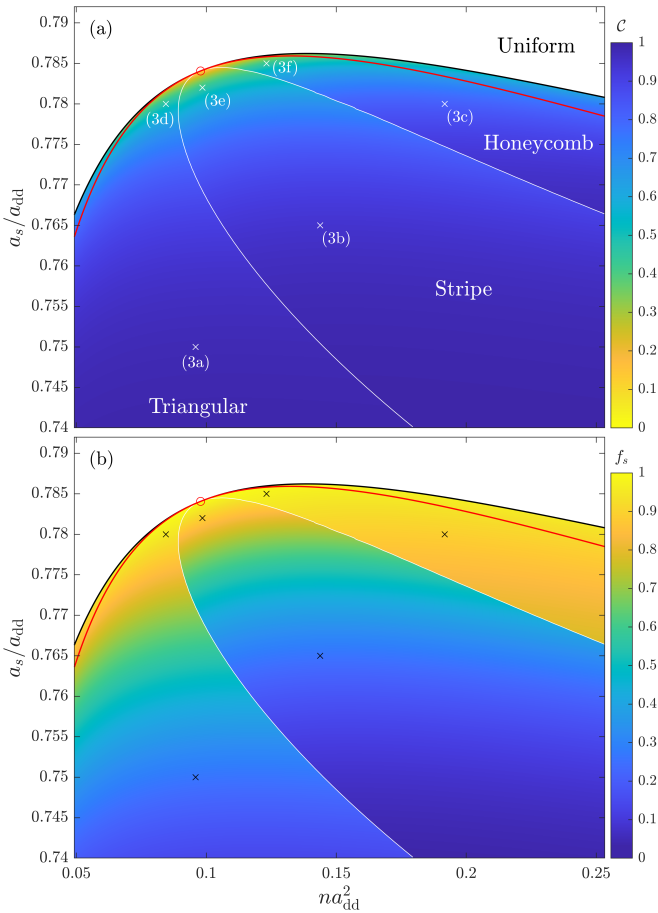 0.79
0.785
0.78
0.775
0.77
0.765
0.76
0.755
0.75
0.745
0.74
a_s/a_dd
(a)
Uniform
Honeycomb
Stripe
Triangular
(3f)
(3e)
(3d)
(3c)
(3b)
(3a)
𝒞
1
0.9
0.8
0.7
0.6
0.5
0.4
0.3
0.2
0.1
0
0.79
0.785
0.78
0.775
0.77
0.765
0.76
0.755
0.75
0.745
0.74
a_s/a_dd
(b)
f_s
1
0.9
0.8
0.7
0.6
0.5
0.4
0.3
0.2
0.1
0
0.05
0.1
0.15
0.2
0.25
na²_dd